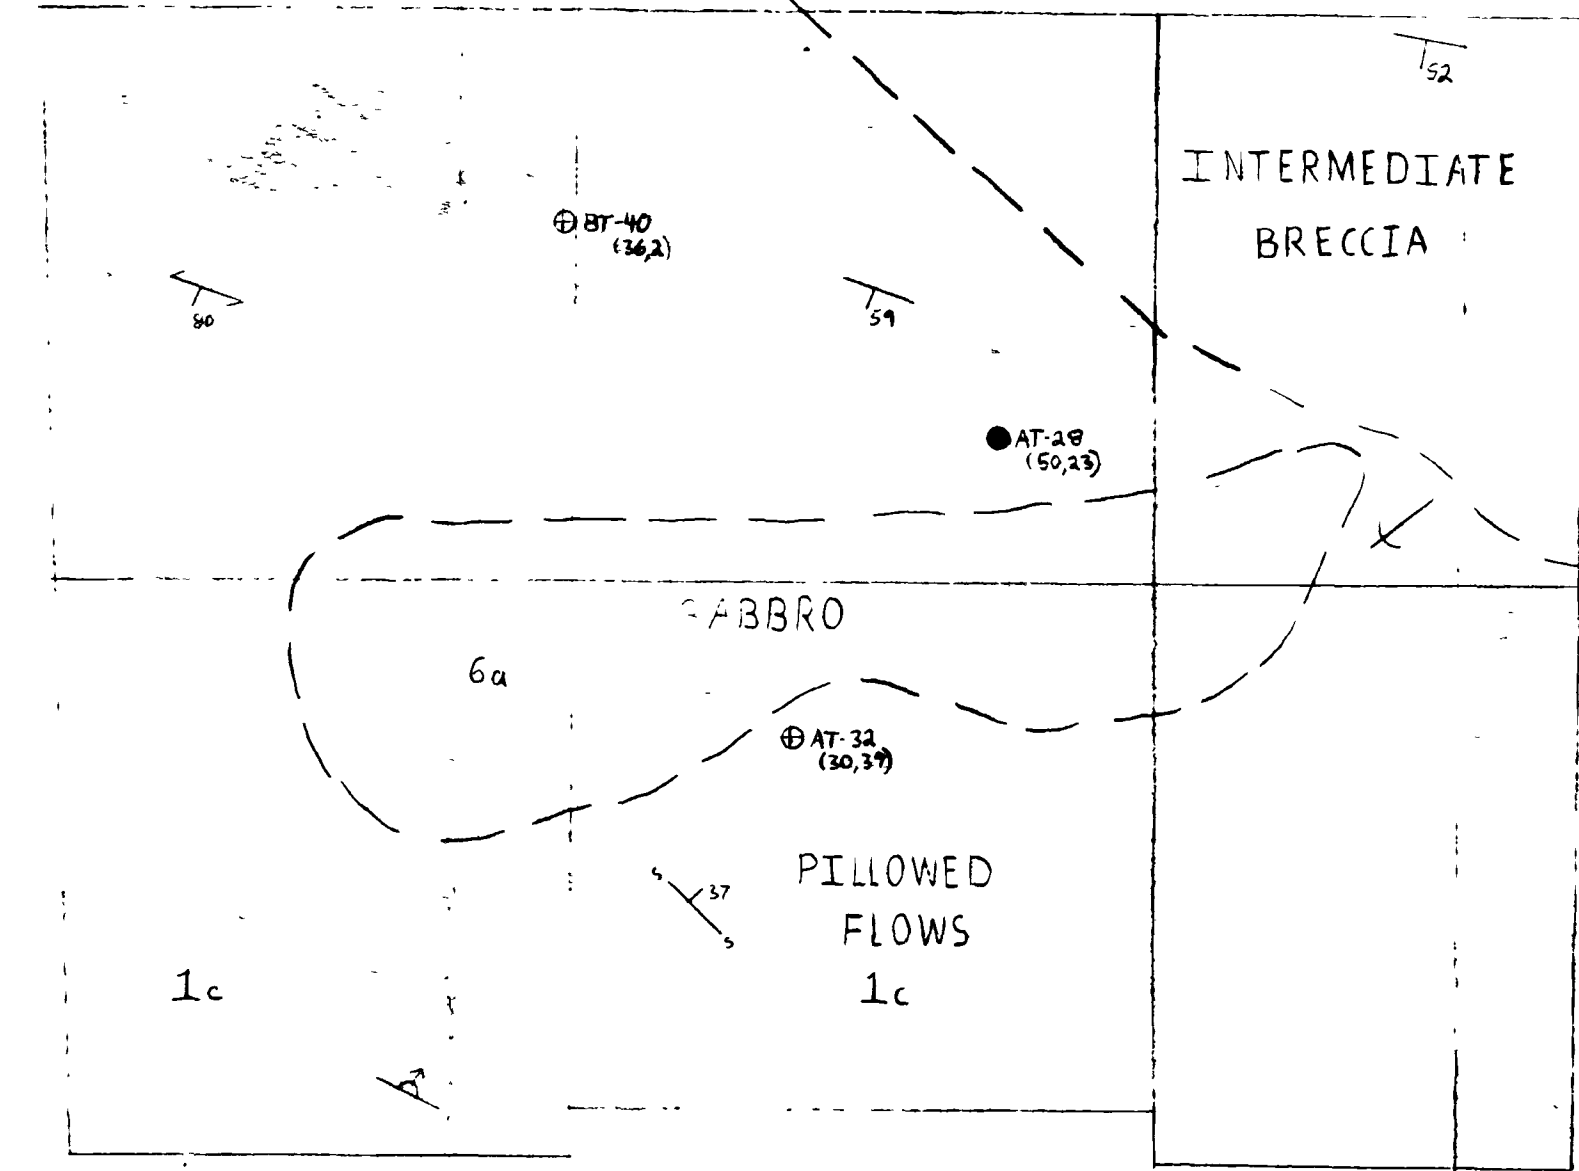 52
INTERMEDIATE
BRECCIA
BT-40
(36,2)
80
59
AT-28
(50,23)
GABBRO
6a
AT-32
(30,39)
S 37
S
PILLOWED
FLOWS
1c
1c